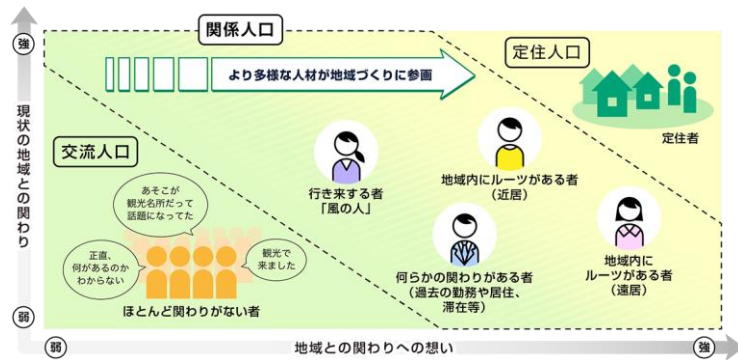 強
関係人口
定住人口
より多様な人材が地域づくりに参画
定住者
現状の地域との関わり
交流人口
あそこが
観光名所だって
話題になってた
正直、
何があるのか
わからない
観光で
来ました
ほとんど関わりがない者
行き来する者
「風の人」
地域内にルーツがある者
（近居）
何らかの関わりがある者
（過去の勤務や居住、
滞在等）
地域内に
ルーツがある者
（遠居）
弱
弱
地域との関わりへの想い
強